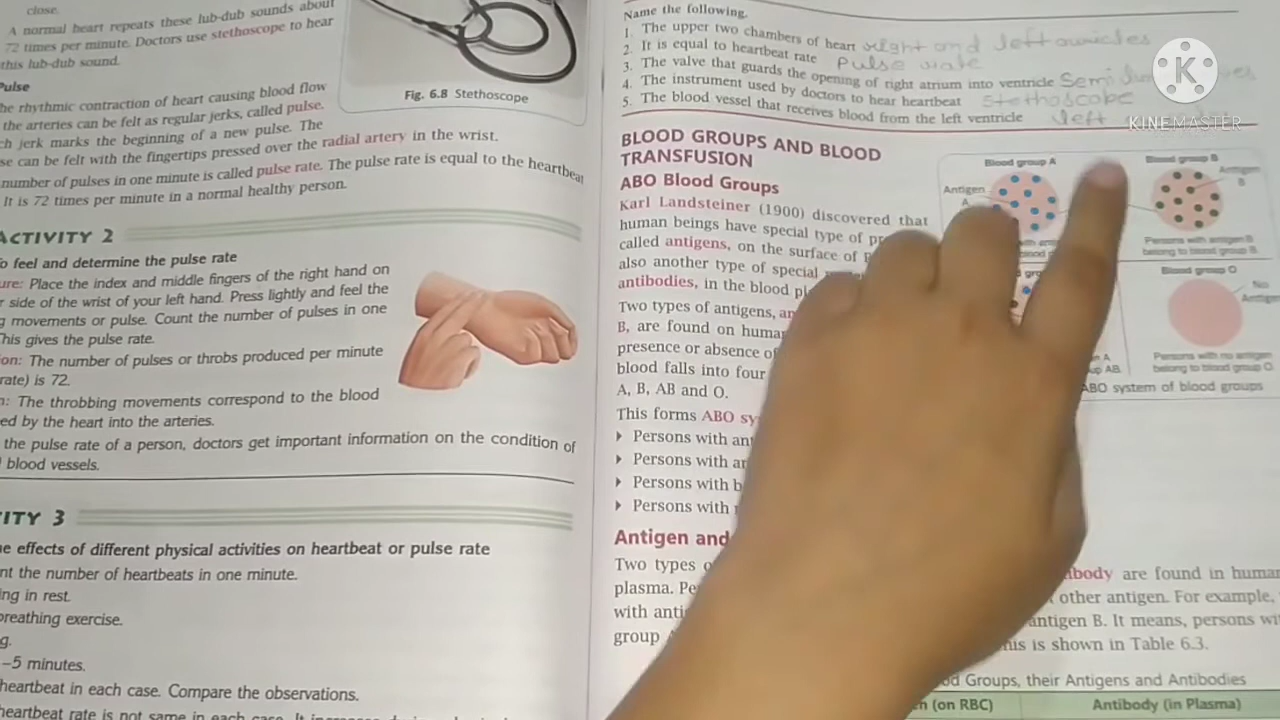 close.
A normal heart repeats these lub-dub sounds about
72 times per minute. Doctors use stethoscope to hear
this lub-dub sound.
Pulse
he rhythmic contraction of heart causing blood flow
the arteries can be felt as regular jerks, called pulse.
ch jerk marks the beginning of a new pulse. The
se can be felt with the fingertips pressed over the radial artery in the wrist.
number of pulses in one minute is called pulse rate. The pulse rate is equal to the heartbeat
It is 72 times per minute in a normal healthy person.
Fig. 6.8 Stethoscope
ACTIVITY 2
o feel and determine the pulse rate
ure: Place the index and middle fingers of the right hand on
r side of the wrist of your left hand. Press lightly and feel the
g movements or pulse. Count the number of pulses in one
his gives the pulse rate.
on: The number of pulses or throbs produced per minute
rate) is 72.
n: The throbbing movements correspond to the blood
ed by the heart into the arteries.
the pulse rate of a person, doctors get important information on the condition of
blood vessels.
ITY 3
e effects of different physical activities on heartbeat or pulse rate
nt the number of heartbeats in one minute.
ing in rest.
breathing exercise.
g.
-5 minutes.
heartbeat in each case. Compare the observations.
heartbeat rate is not same in each case. It
Name the following.
1. The upper two chambers of heart right and left auricles
2. It is equal to heartbeat rate Pulse rate
3. The valve that guards the opening of right atrium into ventricle Semi
4. The instrument used by doctors to hear heartbeat Stethoscope
5. The blood vessel that receives blood from the left ventricle left
K
KINEMASTER
BLOOD GROUPS AND BLOOD
TRANSFUSION
ABO Blood Groups
Karl Landsteiner (1900) discovered that
human beings have special type of
called antigens, on the surface of
also another type of special
antibodies, in the blood
Two types of antigens,
B, are found on
presence or absence
blood falls into four
A, B, AB and O.
This forms ABO
Persons with
Persons with
Persons with
Persons with
Blood group A
Antigen
A
Blood group B
Antigen
B
Persons with antigen B
belong to blood group B.
Blood group O
No
Antigen
Persons with no antigen
belong to blood group O.
A
AB.
ABO system of blood groups
Antigen and
Two types
plasma.
with
group
body are found in human
other antigen. For example,
antigen B. It means, persons
is shown in Table 6.3.
Groups, their Antigens and Antibodies
(on RBC) Antibody (in Plasma)